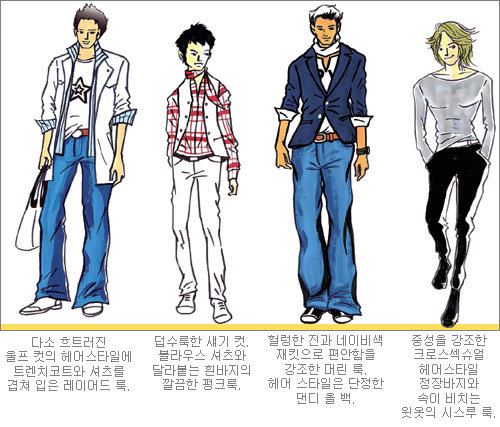 다소 흐트러진
울프 컷의 헤어스타일에
트렌치코트와 셔츠를
겹쳐 입은 레이어드 룩.
덥수룩한 섀기 컷.
블라우스 셔츠와
달라붙는 흰바지의
깔끔한 펑크룩.
헐렁한 진과 네이비색
재킷으로 편안함을
강조한 머린 룩.
헤어 스타일은 단정한
댄디 올 백.
중성을 강조한
크로스섹슈얼
헤어스타일
정장바지와
속이 비치는
윗옷의 시스루 룩.